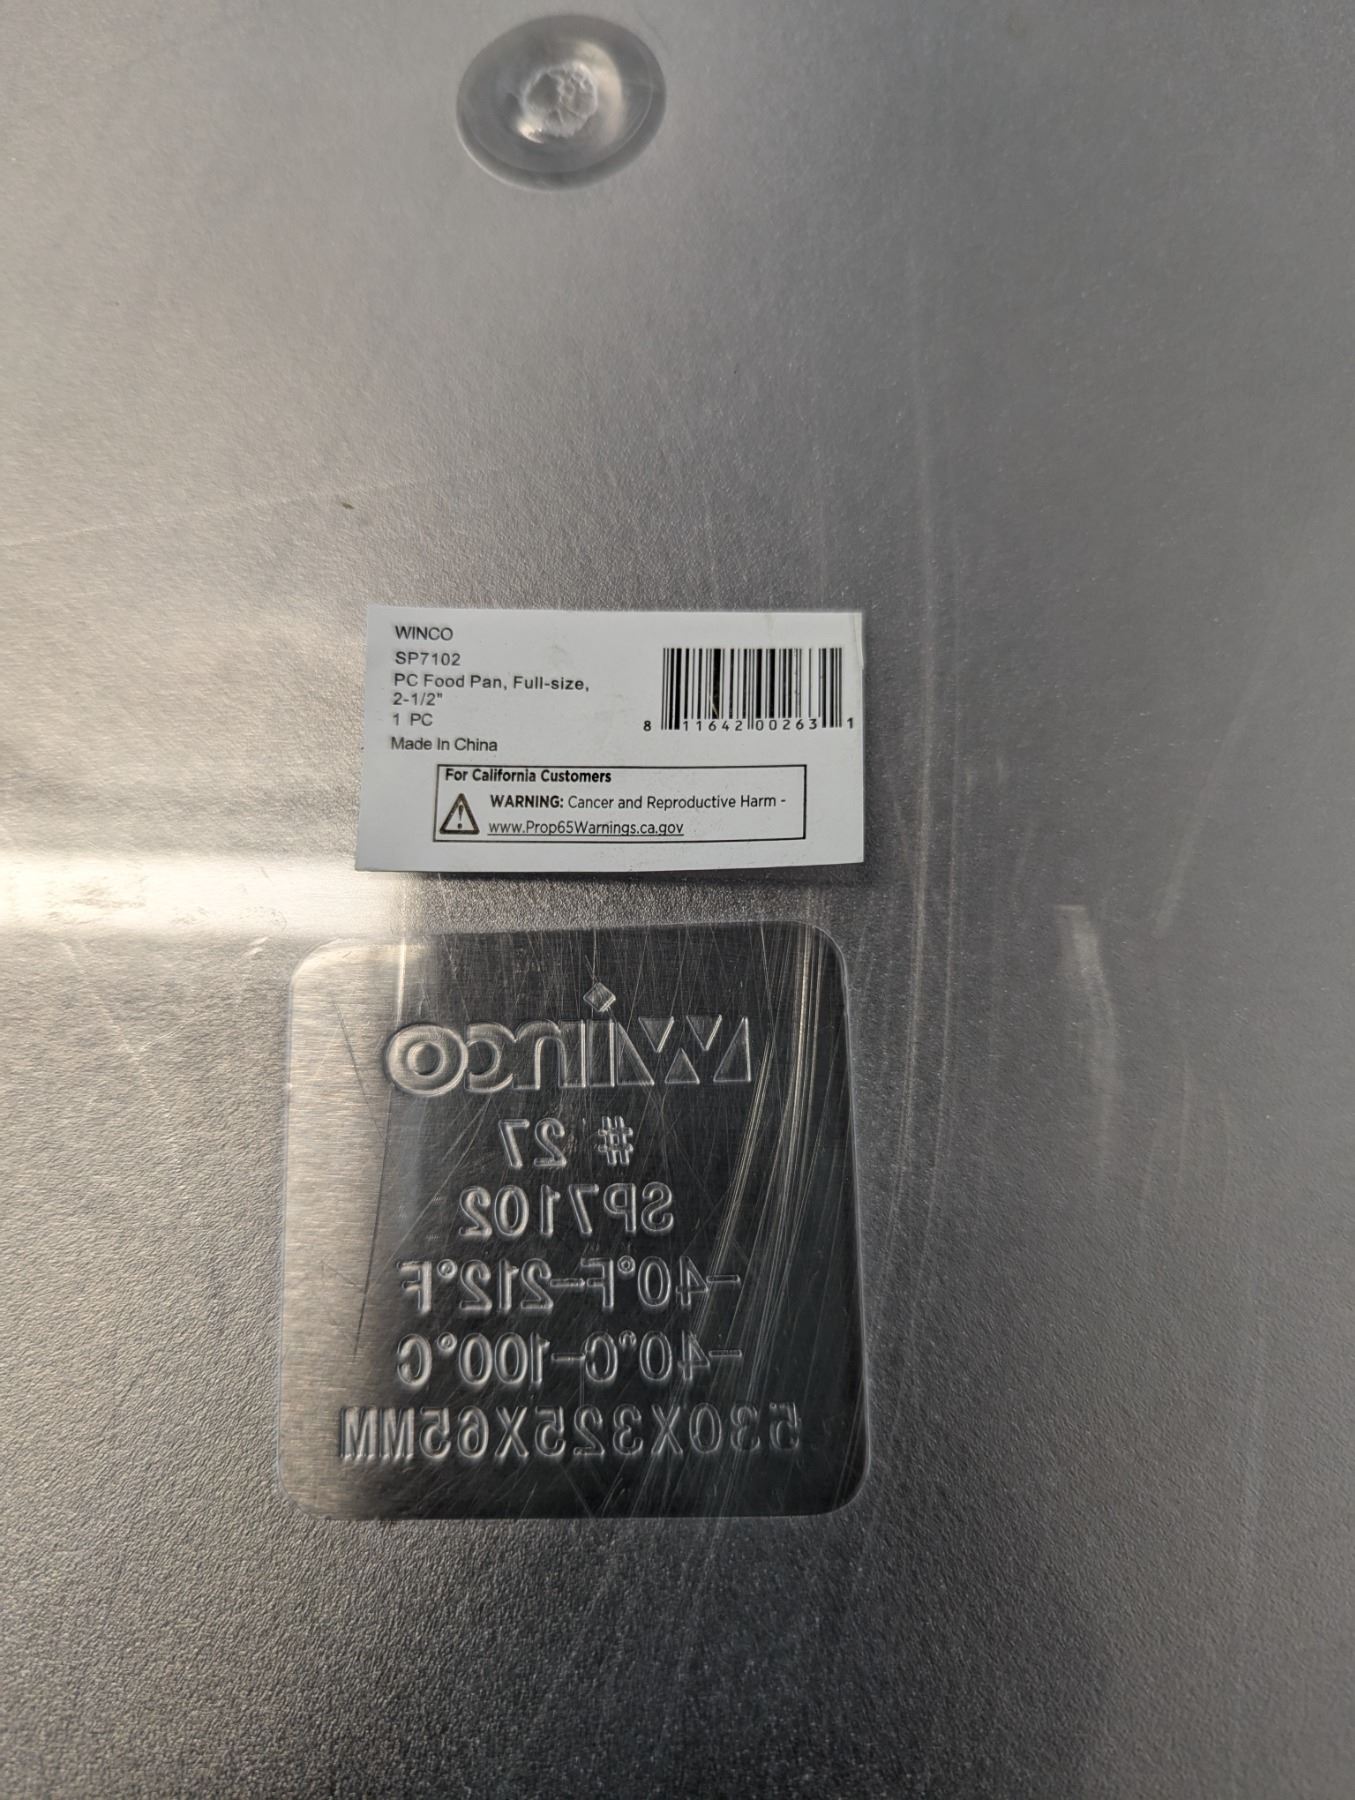 WINCO
SP7102
PC Food Pan, Full-size,
2-1/2"
1 PC
Made In China
8 11642 00263 1
For California Customers
WARNING: Cancer and Reproductive Harm -
www.Prop65Warnings.ca.gov
Winco
# 27
SP7102
-40°F-212°F
-40°C-100°C
530X325X65MM